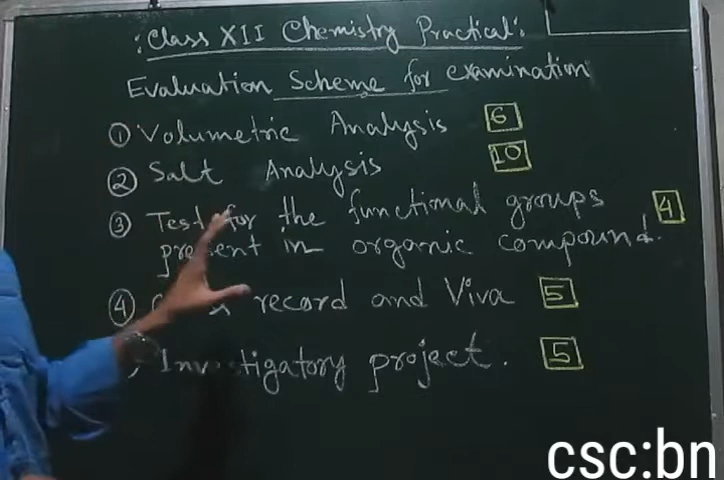 : Class XII Chemistry Practical :
Evaluation Scheme for examination
① Volumetric Analysis 6
② Salt Analysis 10
③ Test for the functional groups 4
present in organic compound.
④ record and Viva 5
Investigatory project. 5
csc:bn